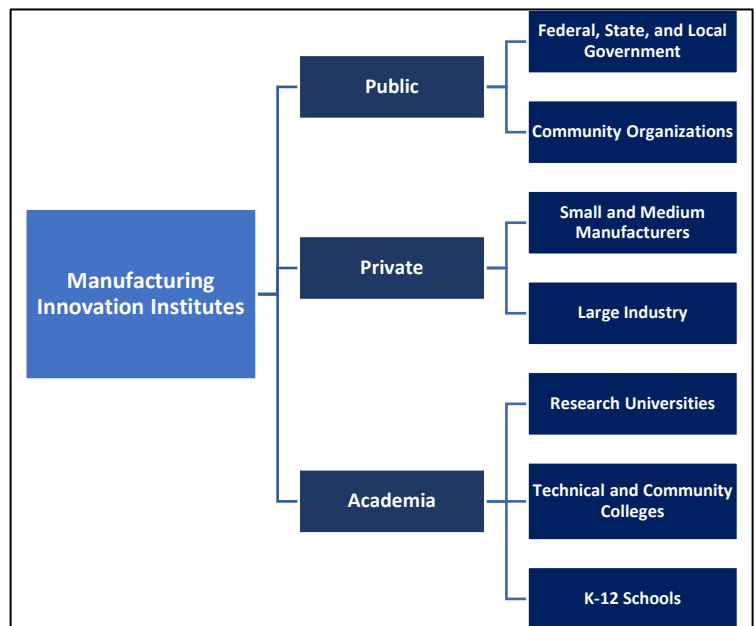 Manufacturing
Innovation Institutes
Public
Federal, State, and Local
Government
Community Organizations
Private
Small and Medium
Manufacturers
Large Industry
Academia
Research Universities
Technical and Community
Colleges
K-12 Schools